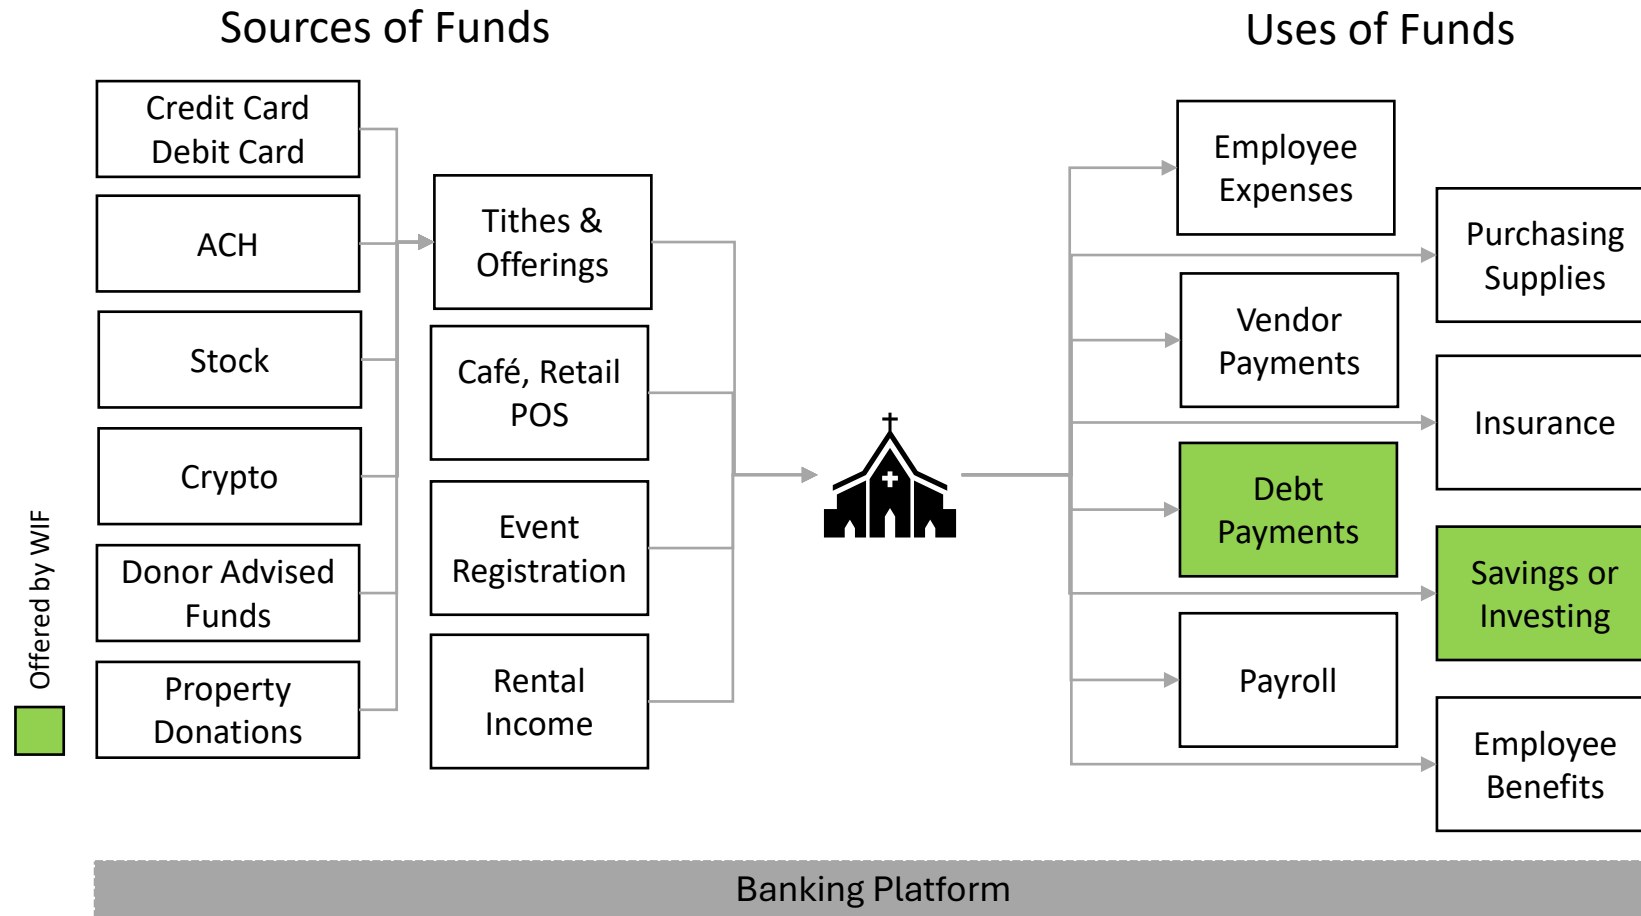 Sources of Funds
Uses of Funds
Credit Card
Debit Card
ACH
Stock
Crypto
Donor Advised
Funds
Property
Donations
Tithes &
Offerings
Café, Retail
POS
Event
Registration
Rental
Income
Employee
Expenses
Vendor
Payments
Debt
Payments
Payroll
Purchasing
Supplies
Insurance
Savings or
Investing
Employee
Benefits
Offered by WIF
Banking Platform